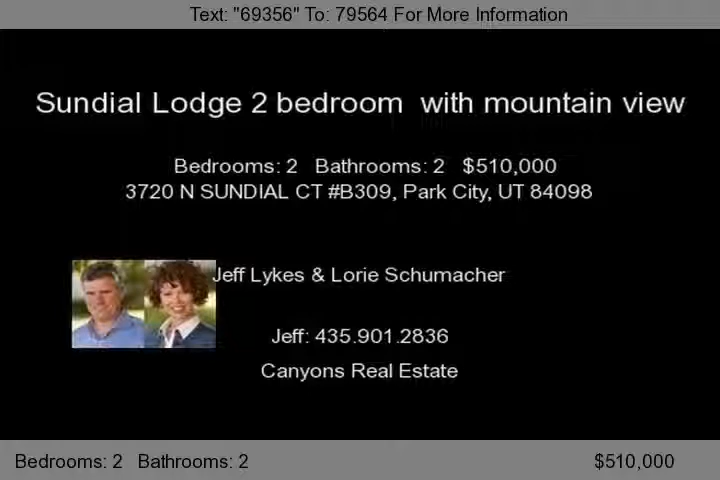 Text: "69356" To: 79564 For More Information
Sundial Lodge 2 bedroom with mountain view
Bedrooms: 2 Bathrooms: 2 $510,000
3720 N SUNDIAL CT #B309, Park City, UT 84098
Jeff Lykes & Lorie Schumacher
Jeff: 435.901.2836
Canyons Real Estate
Bedrooms: 2 Bathrooms: 2 $510,000